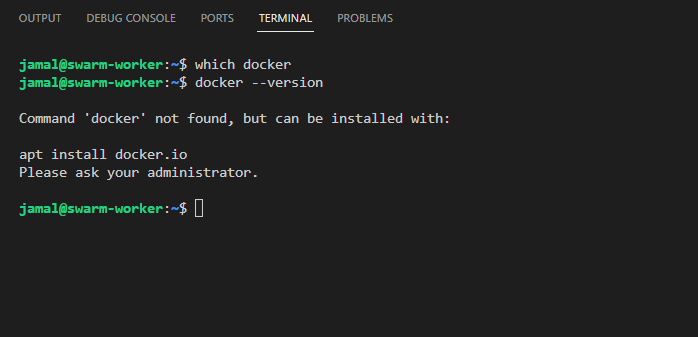 OUTPUT DEBUG CONSOLE PORTS TERMINAL PROBLEMS
jamal@swarm-worker:~$ which docker
jamal@swarm-worker:~$ docker --version
Command 'docker' not found, but can be installed with:
apt install docker.io
Please ask your administrator.
jamal@swarm-worker:~$